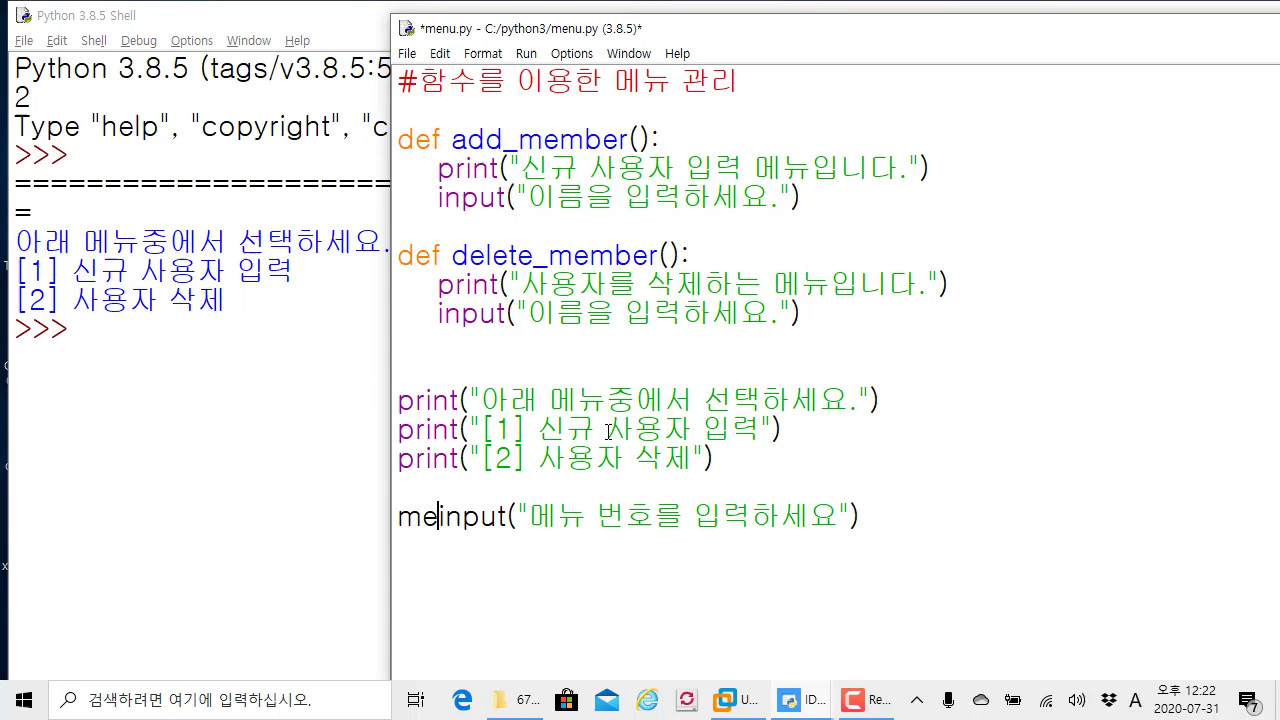 Python 3.8.5 Shell
File Edit Shell Debug Options Window Help
Python 3.8.5 (tags/v3.8.5:5
2
Type "help", "copyright", "c
>>>
=====================
=
아래 메뉴중에서 선택하세요.
[1] 신규 사용자 입력
[2] 사용자 삭제
>>>
*menu.py - C:/python3/menu.py (3.8.5)*
File Edit Format Run Options Window Help
#함수를 이용한 메뉴 관리
def add_member():
print("신규 사용자 입력 메뉴입니다.")
input("이름을 입력하세요.")
def delete_member():
print("사용자를 삭제하는 메뉴입니다.")
input("이름을 입력하세요.")
print("아래 메뉴중에서 선택하세요.")
print("[1] 신규 사용자 입력")
print("[2] 사용자 삭제")
meinput("메뉴 번호를 입력하세요")
검색하려면 여기에 입력하십시오.
67...
U...
ID...
Re...
A
오후 12:22
2020-07-31
7